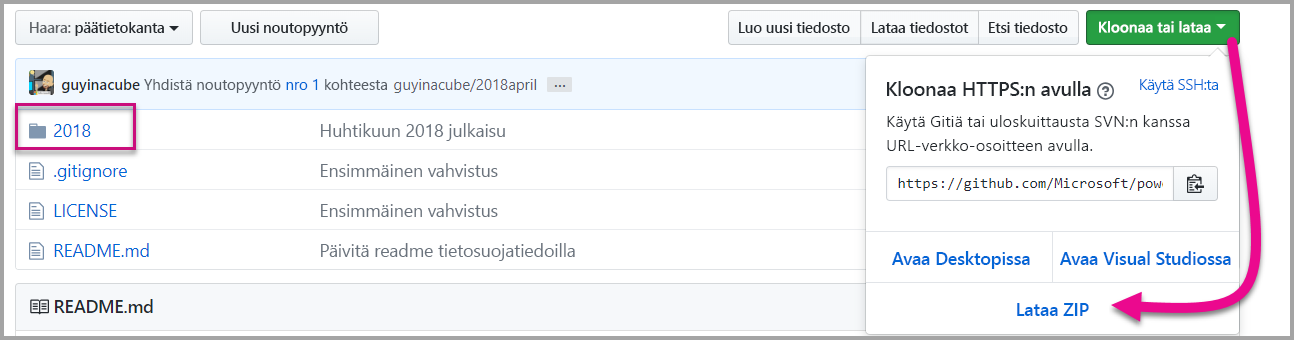 Haara: päätietokanta
Uusi noutopyyntö
Luo uusi tiedosto
Lataa tiedostot
Etsi tiedosto
Kloonaa tai lataa
guyinacube Yhdistä noutopyyntö nro 1 kohteesta guyinacube/2018april ...
2018
Huhtikuun 2018 julkaisu
.gitignore
Ensimmäinen vahvistus
LICENSE
Ensimmäinen vahvistus
README.md
Päivitä readme tietosuojatiedoilla
README.md
Kloonaa HTTPS:n avulla ?
Käytä SSH:ta
Käytä Gitiä tai uloskuittausta SVN:n kanssa
URL-verkko-osoitteen avulla.
https://github.com/Microsoft/pow
Avaa Desktopissa
Avaa Visual Studiossa
Lataa ZIP